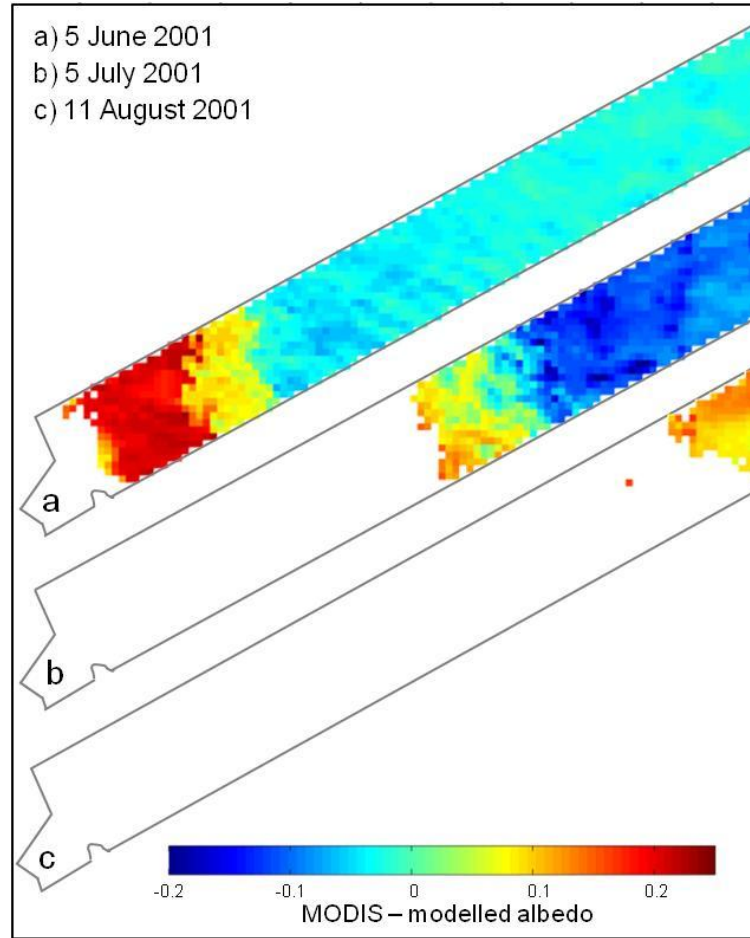 a) 5 June 2001
b) 5 July 2001
c) 11 August 2001
a
b
c
-0.2 -0.1 0 0.1 0.2
MODIS – modelled albedo